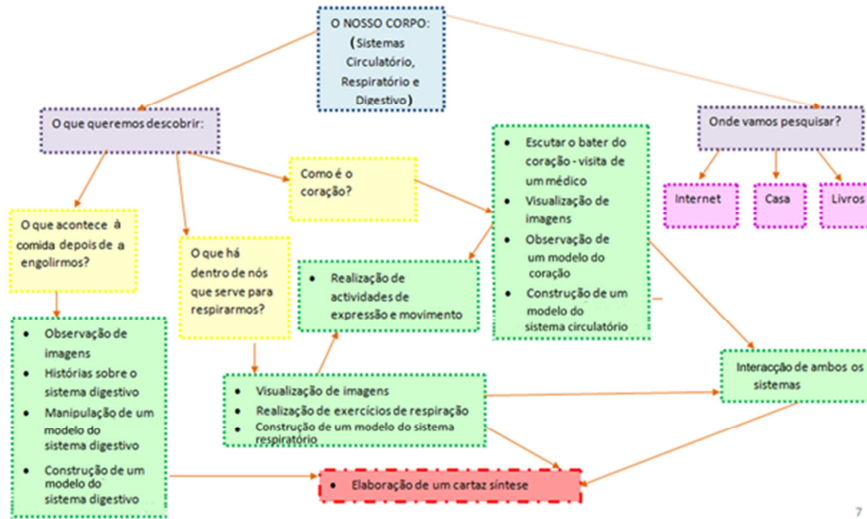 O NOSSO CORPO:
(Sistemas
Circulatório,
Respiratório e
Digestivo)
O que queremos descobrir:
Onde vamos pesquisar?
Internet
Casa
Livros
Como é o
coração?
O que acontece à
comida depois de a
engolirmos?
O que há
dentro de nós
que serve para
respirarmos?
• Escutar o bater do
coração - visita de
um médico
• Visualização de
imagens
• Observação de
um modelo do
coração
• Construção de um
modelo do
sistema circulatório
• Realização de
actividades de
expressão e movimento
• Observação de
imagens
• Histórias sobre o
sistema digestivo
• Manipulação de um
modelo do
sistema digestivo
• Construção de um
modelo do
sistema digestivo
• Visualização de imagens
• Realização de exercícios de respiração
• Construção de um modelo do sistema
respiratório
Interacção de ambos os
sistemas
• Elaboração de um cartaz síntese
7